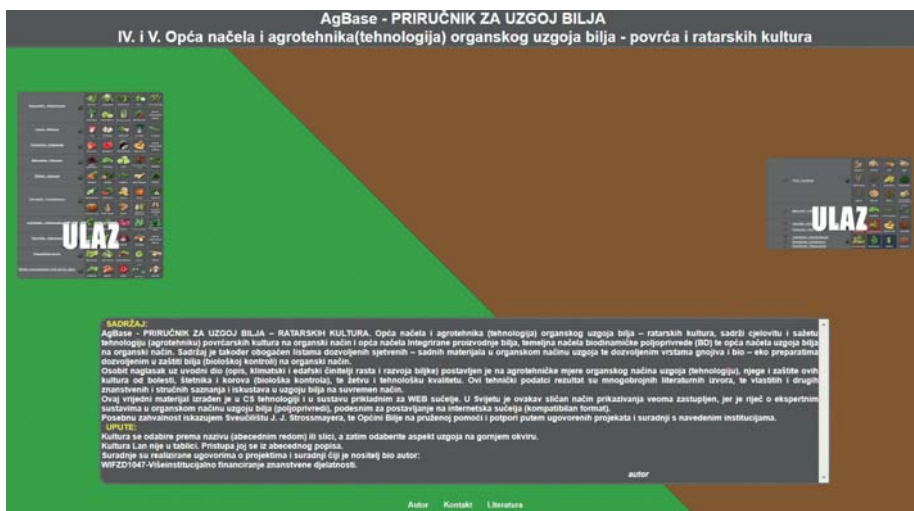 AgBase - PRIRUČNIK ZA UZGOJ BILJA
IV. i V. Opća načela i agrotehnika(tehnologija) organskog uzgoja bilja - povrća i ratarskih kultura
ULAZ
ULAZ
SADRŽAJ:
AgBase - PRIRUČNIK ZA UZGOJ BILJA – RATARSKIH KULTURA. Opća načela i agrotehnika (tehnologija) organskog uzgoja bilja – ratarskih kultura, sadrži cjelovitu i sažetu
tehnologiju (agrotehniku) povrćarskih kultura na organski način i opća načela Integrirane proizvodnje bilja, temeljna načela biodinamičke poljoprivrede (BD) te opća načela uzgoja bilja
na organski način. Sadržaj je također obogaćen listama dozvoljenih sjetvenih – sadnih materijala u organskom načinu uzgoja te dozvoljenim vrstama gnojiva i bio – eko preparatima
dozvoljenim u zaštiti bilja (biološkoj kontroli) na organski način.
Osobit naglasak uz uvodni dio (opis, klimatski i edafski činitelji rasta i razvoja biljke) postavljen je na agrotehničke mjere organskog načina uzgoja (tehnologiju), njege i zaštite ovih
kultura od bolesti, štetnika i korova (biološka kontrola), te žetvu i tehnološku kvalitetu. Ovi tehnički podatci rezultat su mnogobrojnih literaturnih izvora, te vlastitih i drugih
znanstvenih i stručnih saznanja i iskustava u uzgoju bilja na suvremen način.
Ovaj vrijedni materijal izrađen je u CS tehnologiji i u sustavu prikladnim za WEB sučelje. U Svijetu je ovakav sličan način prikazivanja veoma zastupljen, jer je riječ o ekspertnim
sustavima u organskom načinu uzgoja bilja (poljoprivredi), podesnim za postavljanje na internetska sučelja (kompatibilan format).
Posebnu zahvalnost iskazujem Sveučilištu J. J. Strossmayera, te Općini Bilje na pruženoj pomoći i potpori putem ugovorenih projekata i suradnji s navedenim institucijama.
UPUTE:
Kultura se odabire prema nazivu (abecednim redom) ili slici, a zatim odaberite aspekt uzgoja na gornjem okviru.
Kultura Lan nije u tablici. Pristupa joj se iz abecednog popisa.
Suradnje su realizirane ugovorima o projektima i suradnji čiji je nositelj bio autor:
WIFZD1047-Višeinstitucijalno financiranje znanstvene djelatnosti.
autor
Autor Kontakt Literatura